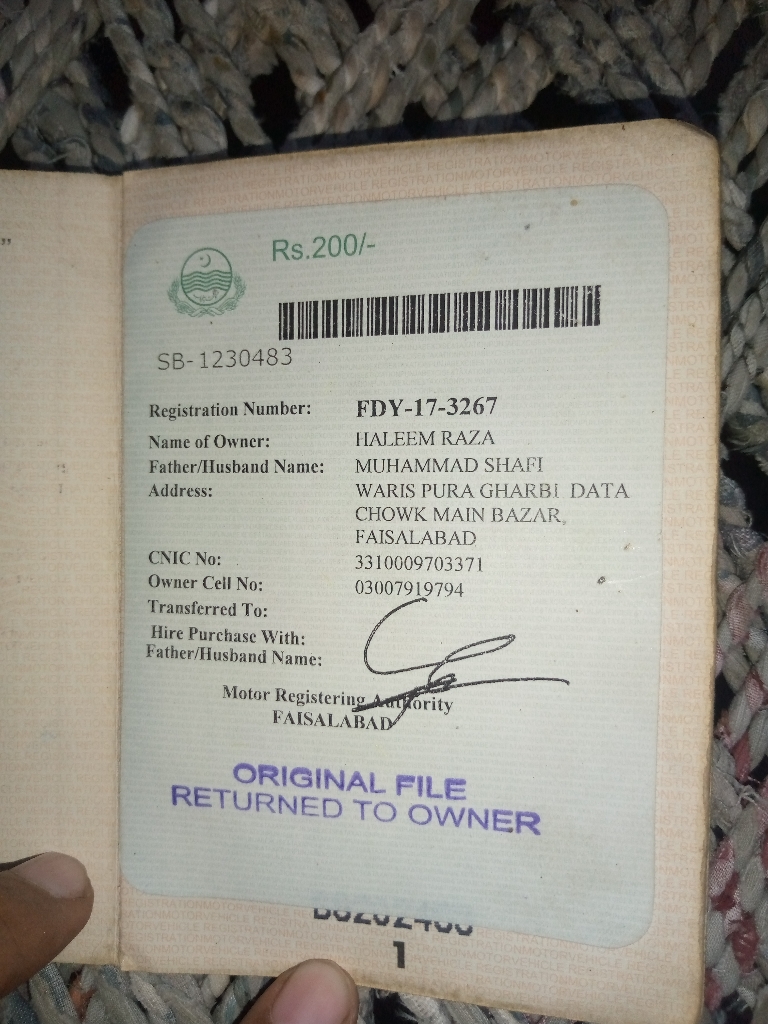 Rs.200/-
SB-1230483
Registration Number: FDY-17-3267
Name of Owner: HALEEM RAZA
Father/Husband Name: MUHAMMAD SHAFI
Address: WARIS PURA GHARBI DATA
CHOWK MAIN BAZAR,
FAISALABAD
CNIC No: 3310009703371
Owner Cell No: 03007919794
Transferred To:
Hire Purchase With:
Father/Husband Name:
Motor Registering Authority
FAISALABAD
ORIGINAL FILE
RETURNED TO OWNER
1